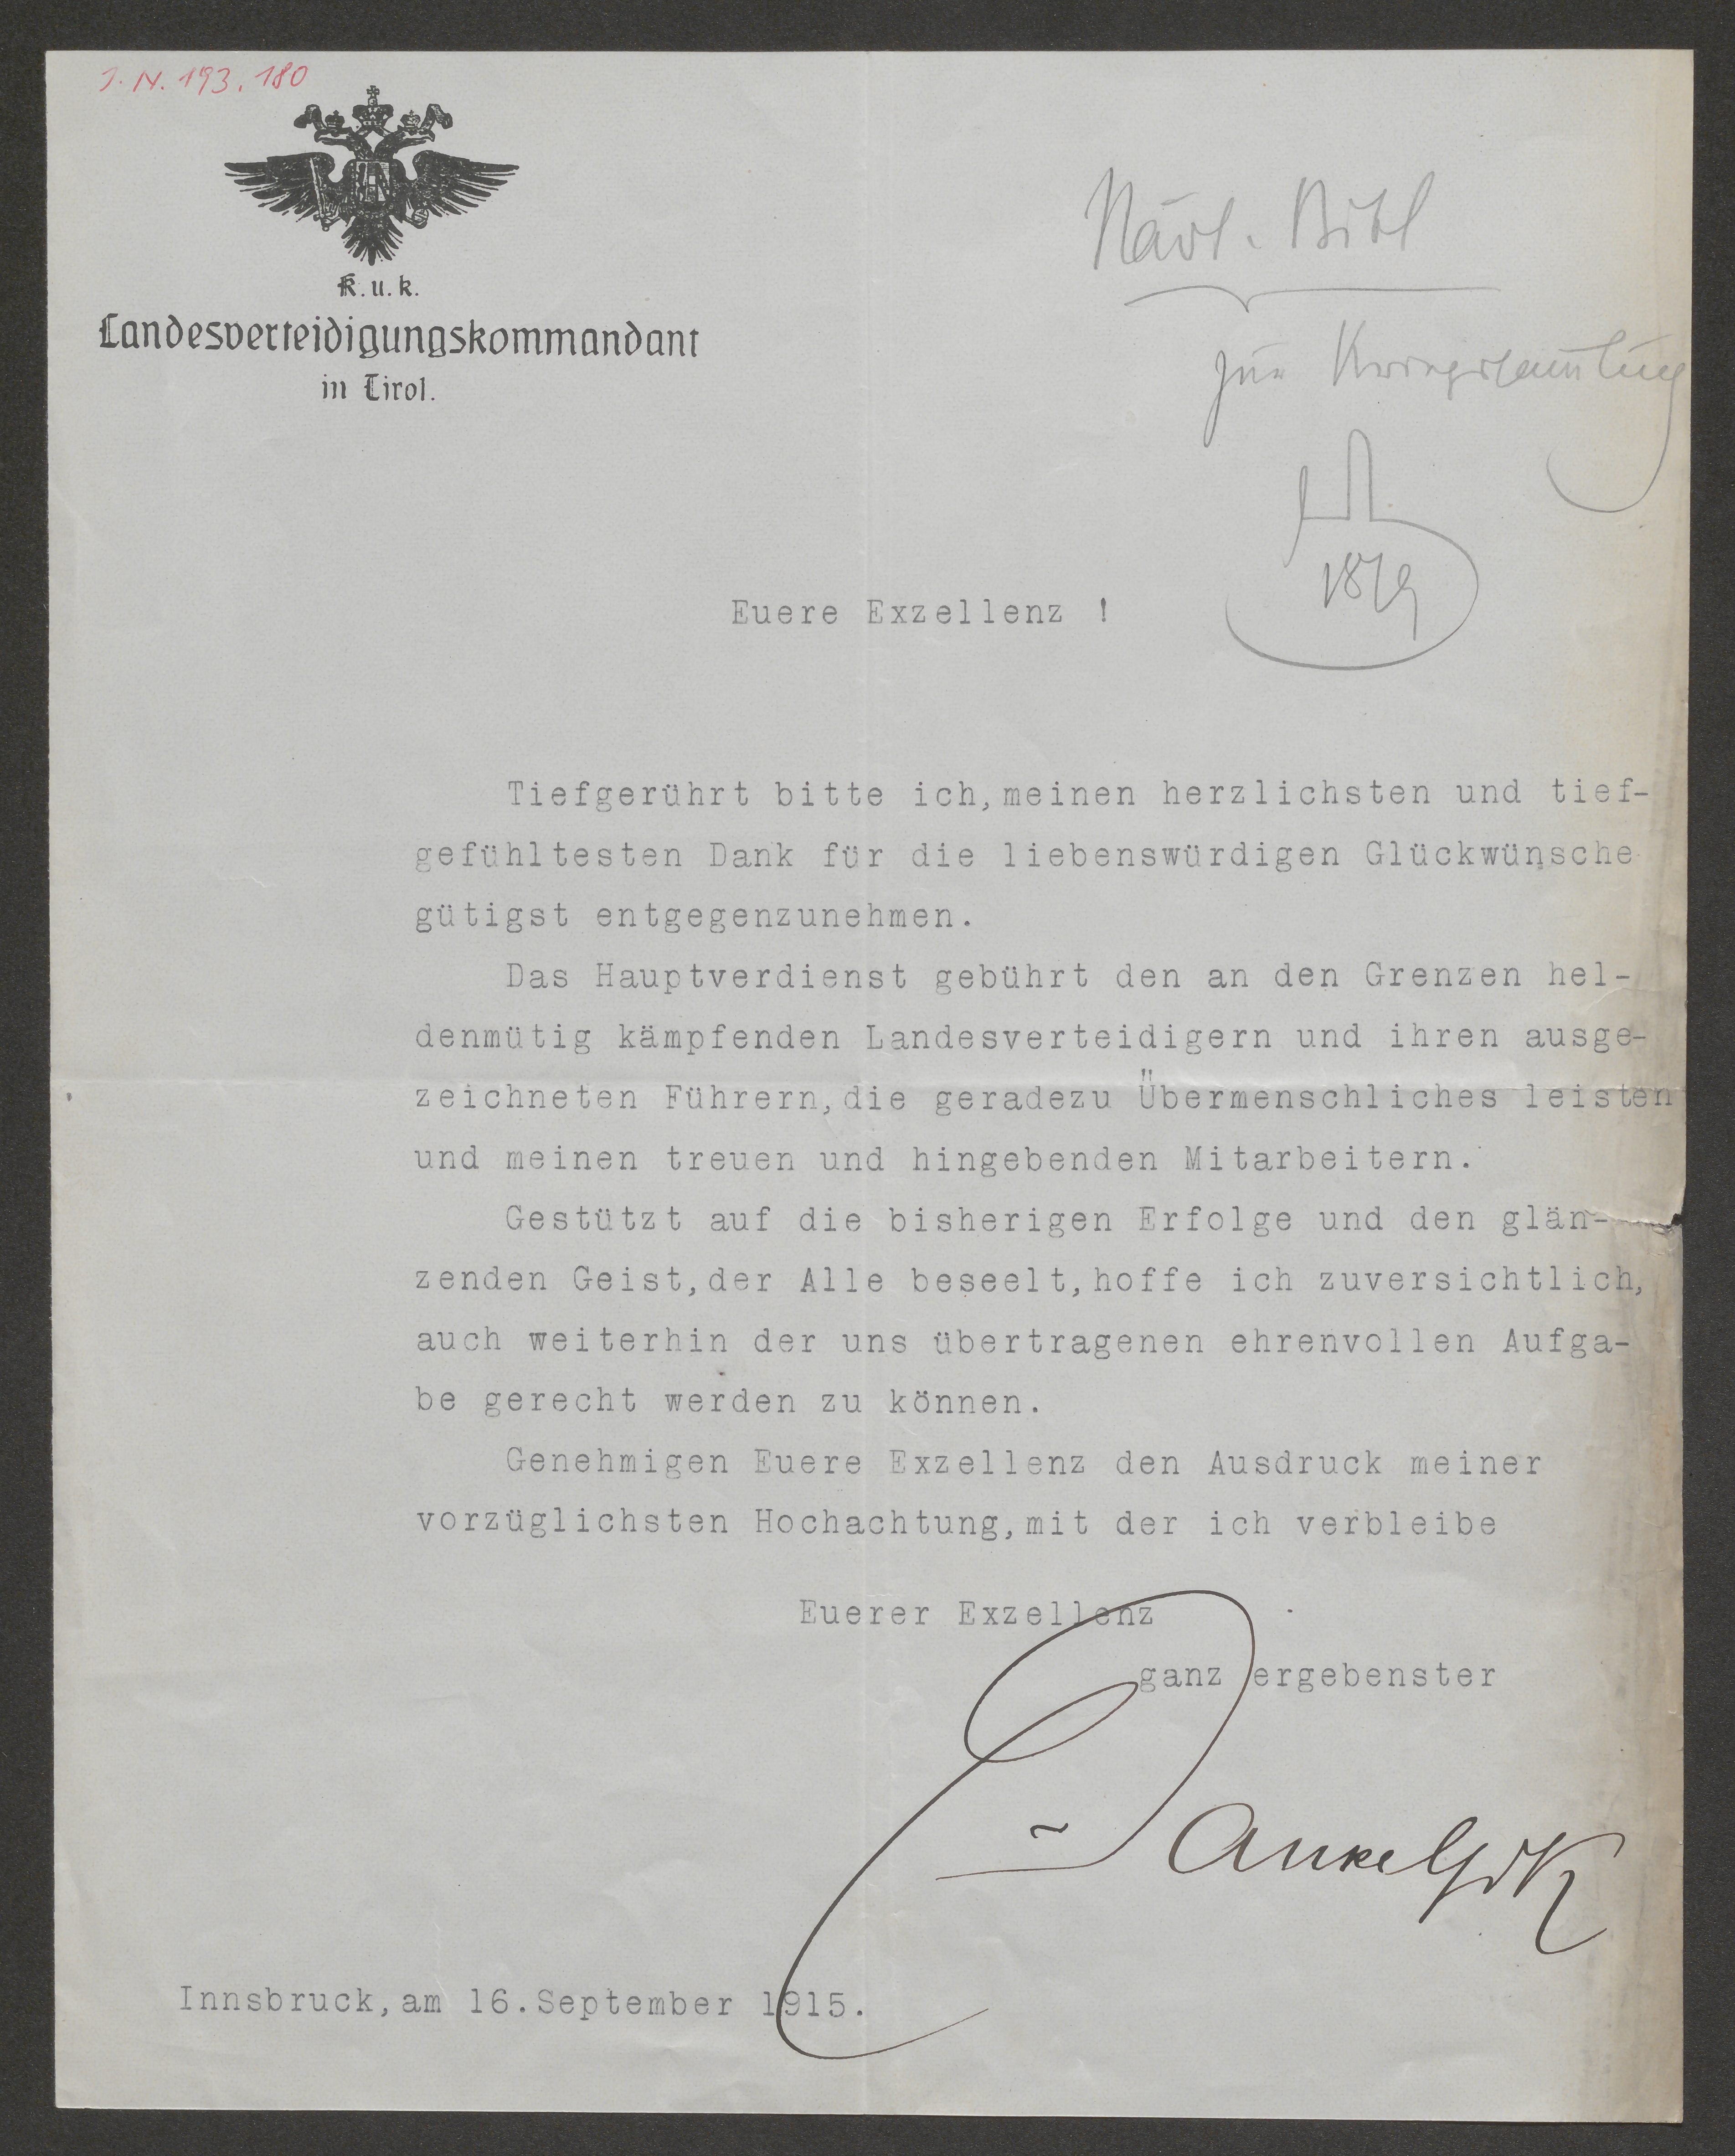 J. N. 193.180
K. u. k.
Landesverteidigungskommandant
in Tirol.
zur Kriegssammlung
Euere Exzellenz !
Tiefgerührt bitte ich, meinen herzlichsten und tief-
gefühltesten Dank für die liebenswürdigen Glückwünsche
gütigst entgegenzunehmen.
Das Hauptverdienst gebührt den an den Grenzen hel-
denmütig kämpfenden Landesverteidigern und ihren ausge-
zeichneten Führern, die geradezu Übermenschliches leisten
und meinen treuen und hingebenden Mitarbeitern.
Gestützt auf die bisherigen Erfolge und den glän-
zenden Geist, der Alle beseelt, hoffe ich zuversichtlich,
auch weiterhin der uns übertragenen ehrenvollen Aufga-
be gerecht werden zu können.
Genehmigen Euere Exzellenz den Ausdruck meiner
vorzüglichsten Hochachtung, mit der ich verbleibe
Euerer Exzellenz
ganz ergebenster
Dankl GdK
Innsbruck, am 16. September 1915.